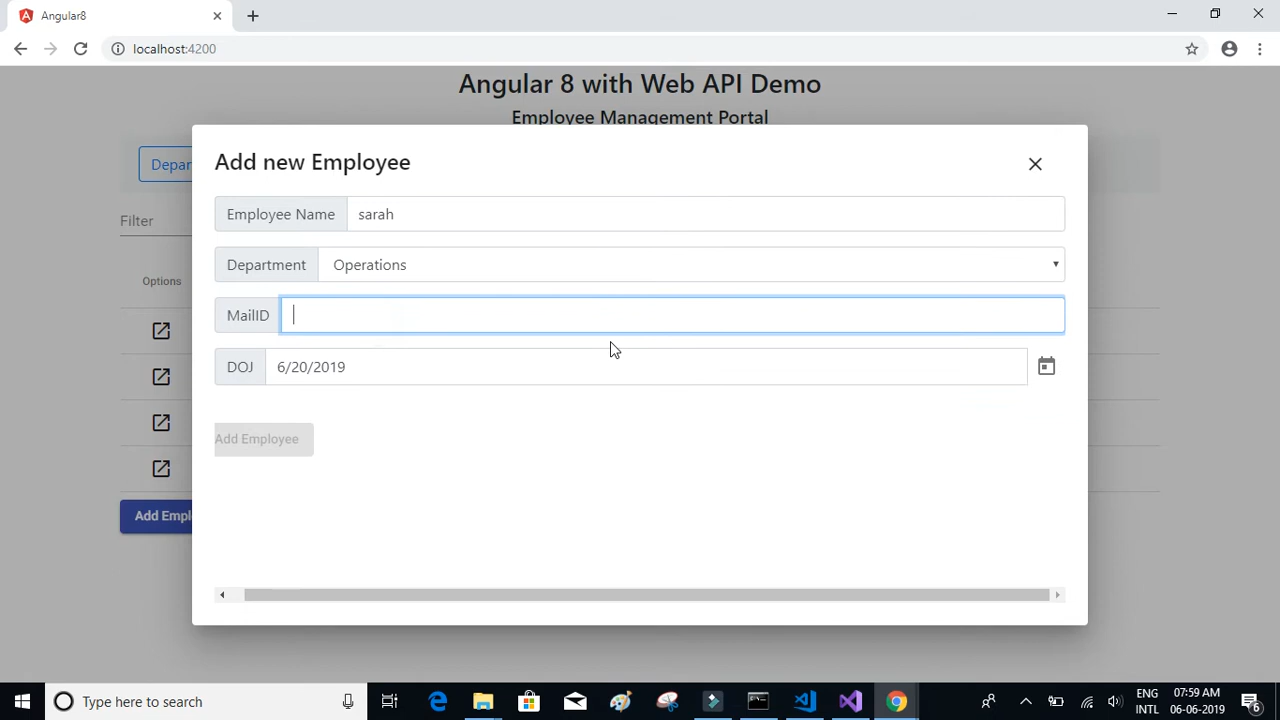 Angular8
localhost:4200
Angular 8 with Web API Demo
Employee Management Portal
Depar
Add new Employee
Employee Name sarah
Filter
Department Operations
Options
MailID
DOJ 6/20/2019
Add Employee
Add Empl
Type here to search
ENG
INTL
07:59 AM
06-06-2019
6